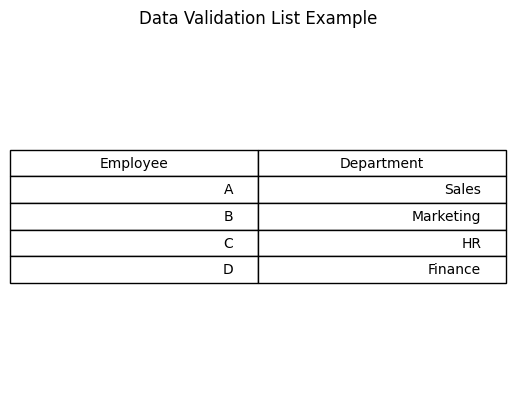 Data Validation List Example
Employee Department
A Sales
B Marketing
C HR
D Finance